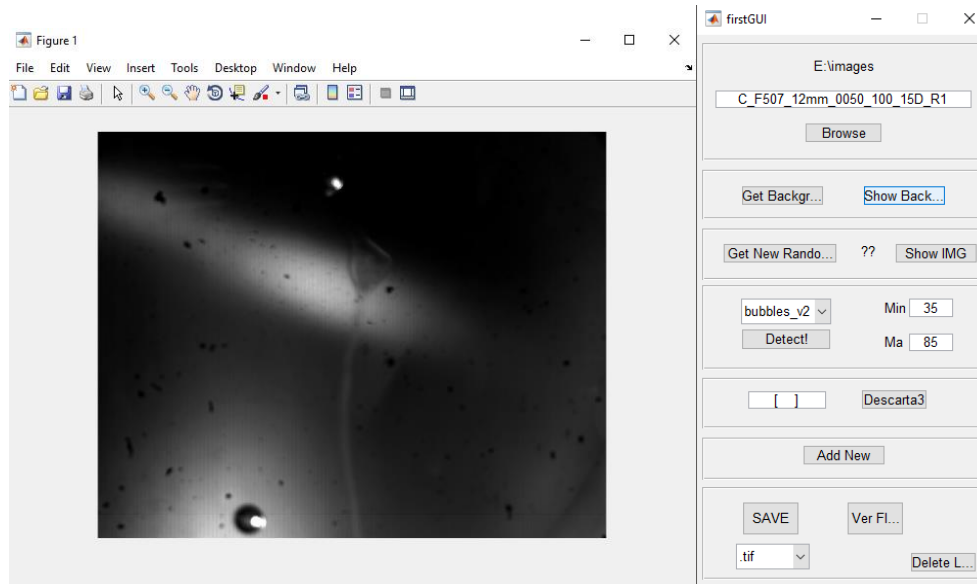 Figure 1
File Edit View Insert Tools Desktop Window Help
firstGUI
E:\images
C_F507_12mm_0050_100_15D_R1
Browse
Get Backgr... Show Back...
Get New Rando... ?? Show IMG
bubbles_v2 Min 35
Detect! Ma 85
[ ] Descarta3
Add New
SAVE Ver Fl...
.tif Delete L...